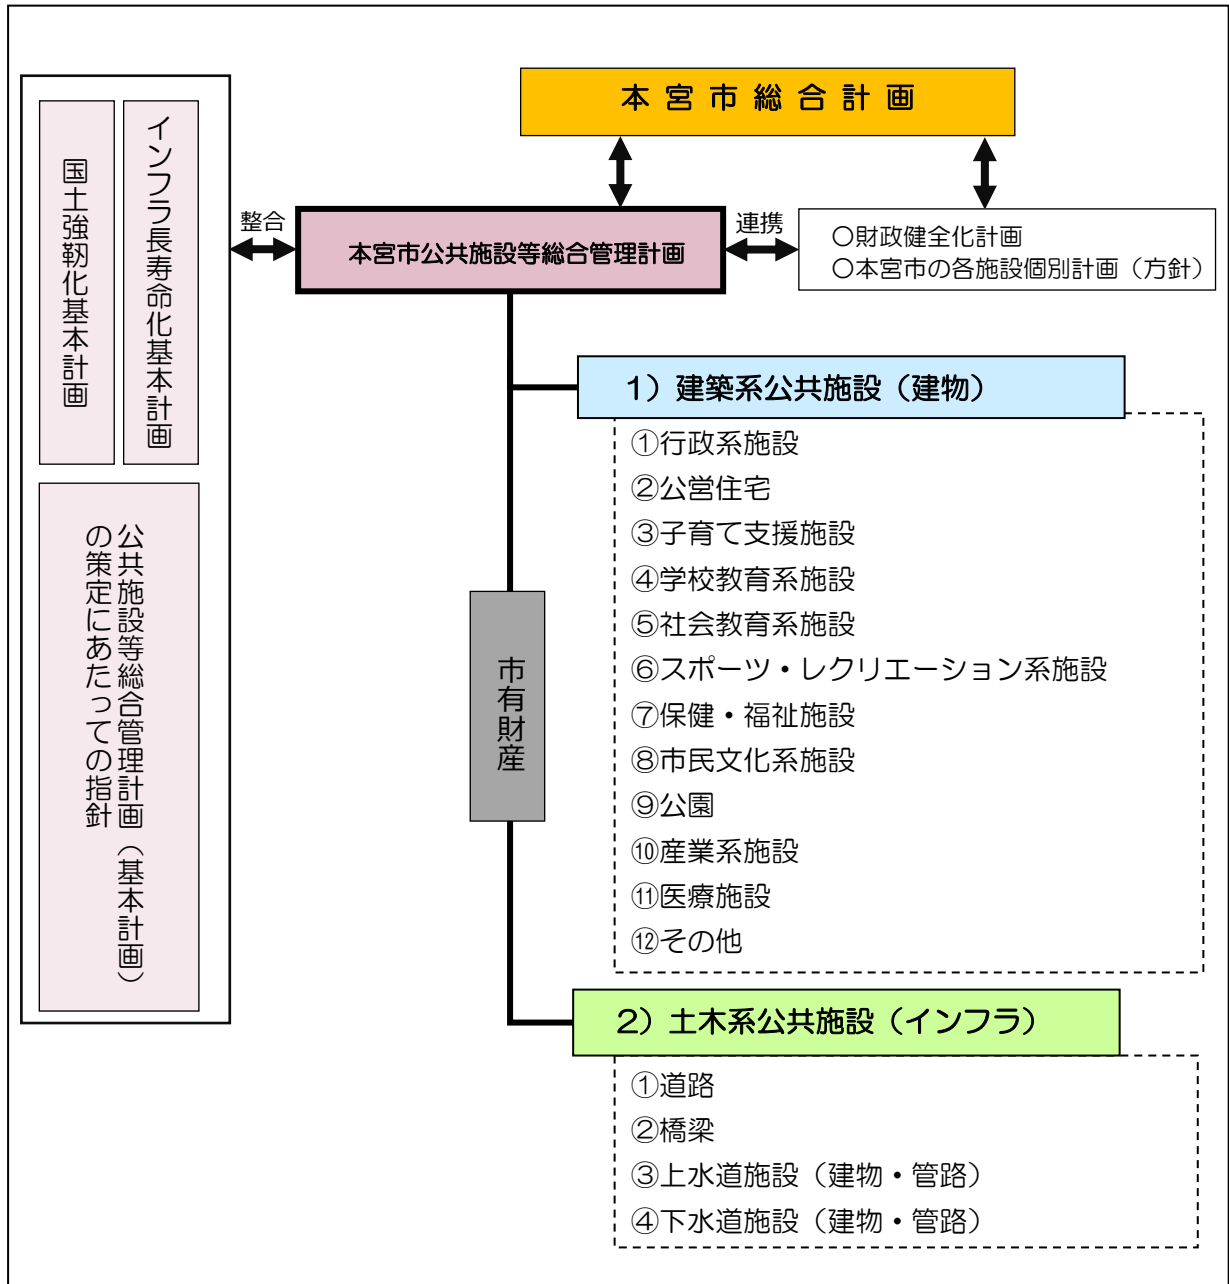 本宮市総合計画
インフラ長寿命化基本計画
国土強靭化基本計画
公共施設等総合管理計画（基本計画）
の策定にあたっての指針
整合
本宮市公共施設等総合管理計画
連携
○財政健全化計画
○本宮市の各施設個別計画（方針）
市有財産
1）建築系公共施設（建物）
①行政系施設
②公営住宅
③子育て支援施設
④学校教育系施設
⑤社会教育系施設
⑥スポーツ・レクリエーション系施設
⑦保健・福祉施設
⑧市民文化系施設
⑨公園
⑩産業系施設
⑪医療施設
⑫その他
2）土木系公共施設（インフラ）
①道路
②橋梁
③上水道施設（建物・管路）
④下水道施設（建物・管路）